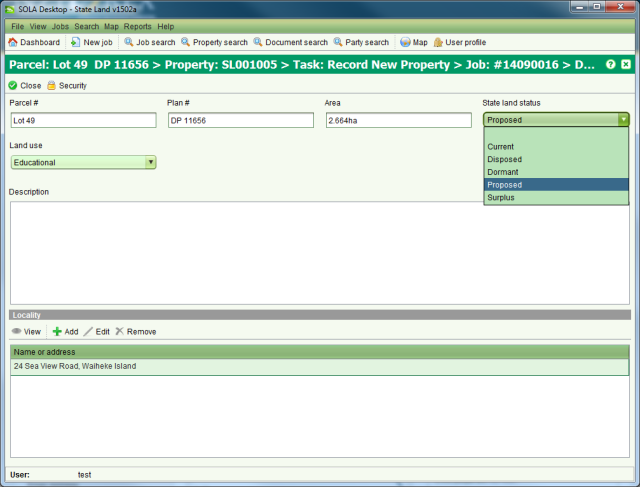 SOLA Desktop - State Land v1502a
File View Jobs Search Map Reports Help
Dashboard New job Job search Property search Document search Party search Map User profile
Parcel: Lot 49 DP 11656 > Property: SL001005 > Task: Record New Property > Job: #14090016 > D...
Close Security
Parcel # Plan # Area State land status
Lot 49 DP 11656 2.664ha Proposed
Land use
Educational
Current
Disposed
Dormant
Proposed
Surplus
Description
Locality
View Add Edit Remove
Name or address
24 Sea View Road, Waiheke Island
User: test